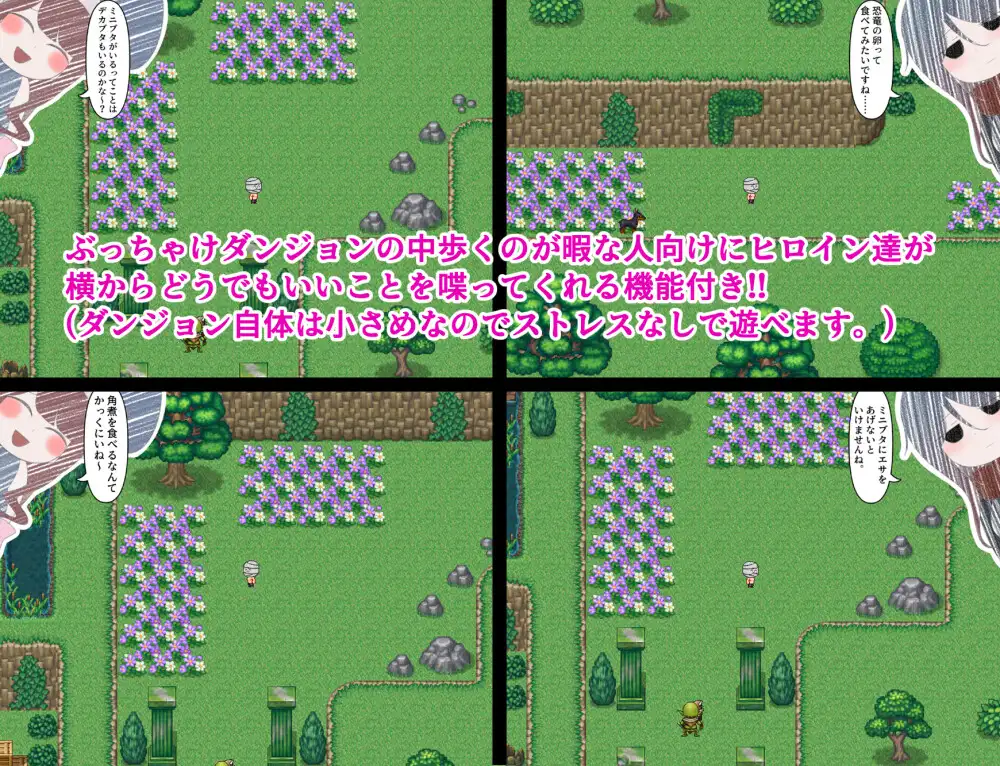 ミニブタがいるってことは
デカブタもいるのかな～？
恐竜の卵って
食べてみたいですね……
ぶっちゃけダンジョンの中歩くのが暇な人向けにヒロイン達が
横からどうでもいいことを喋ってくれる機能付き!!
(ダンジョン自体は小さめなのでストレスなしで遊べます。)
角煮を食べるなんて
かっくにいね～
ミニブタにエサを
あげないと
いけませんね。